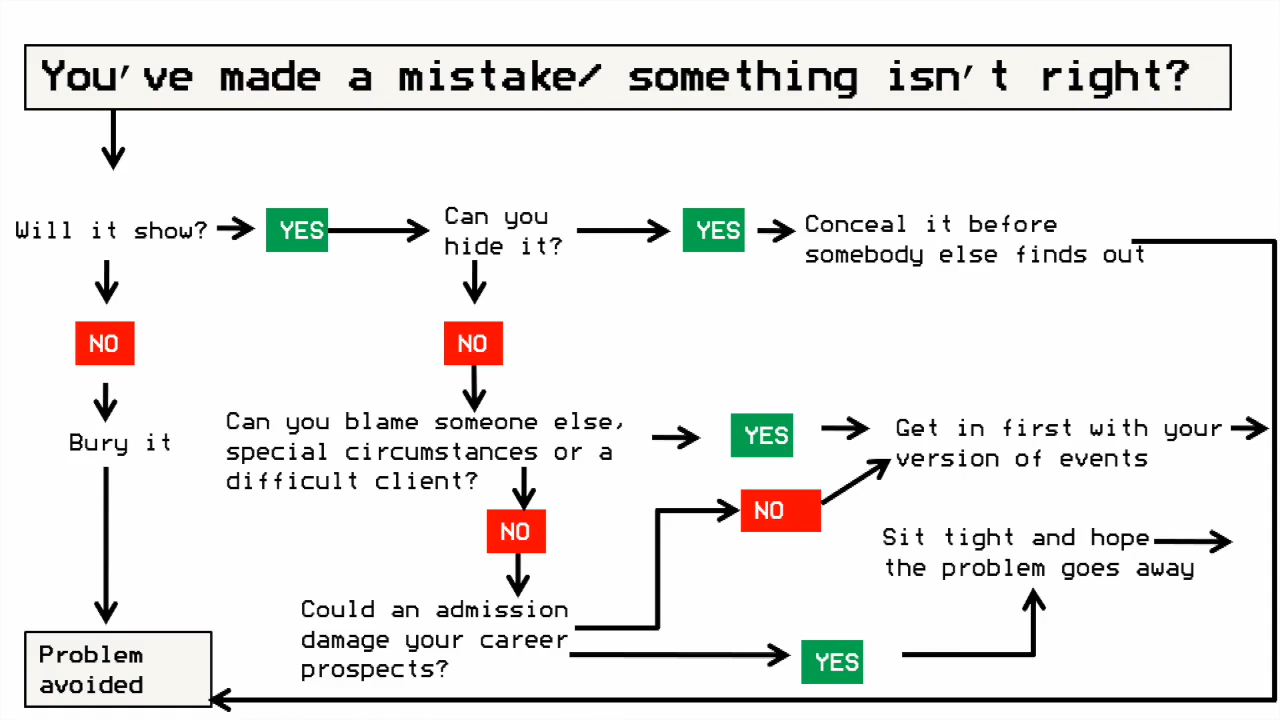 You've made a mistake/ something isn't right?
Will it show?
YES
Can you
hide it?
YES
Conceal it before
somebody else finds out
NO
NO
Bury it
Can you blame someone else,
special circumstances or a
difficult client?
YES
Get in first with your
version of events
NO
NO
Sit tight and hope
the problem goes away
Could an admission
damage your career
prospects?
YES
Problem
avoided